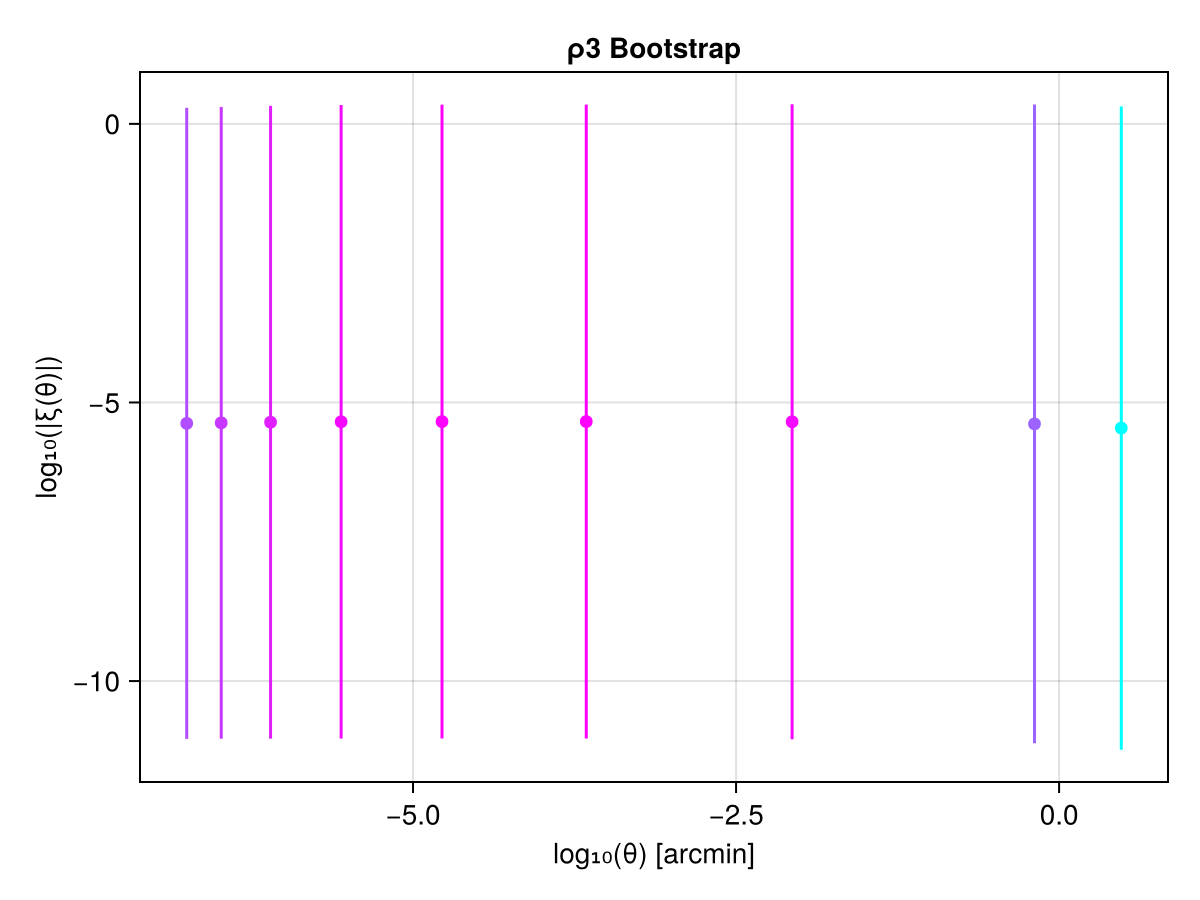 ρ3 Bootstrap
0
−5
−10
log₁₀(|ξ(θ)|)
−5.0
−2.5
0.0
log₁₀(θ) [arcmin]